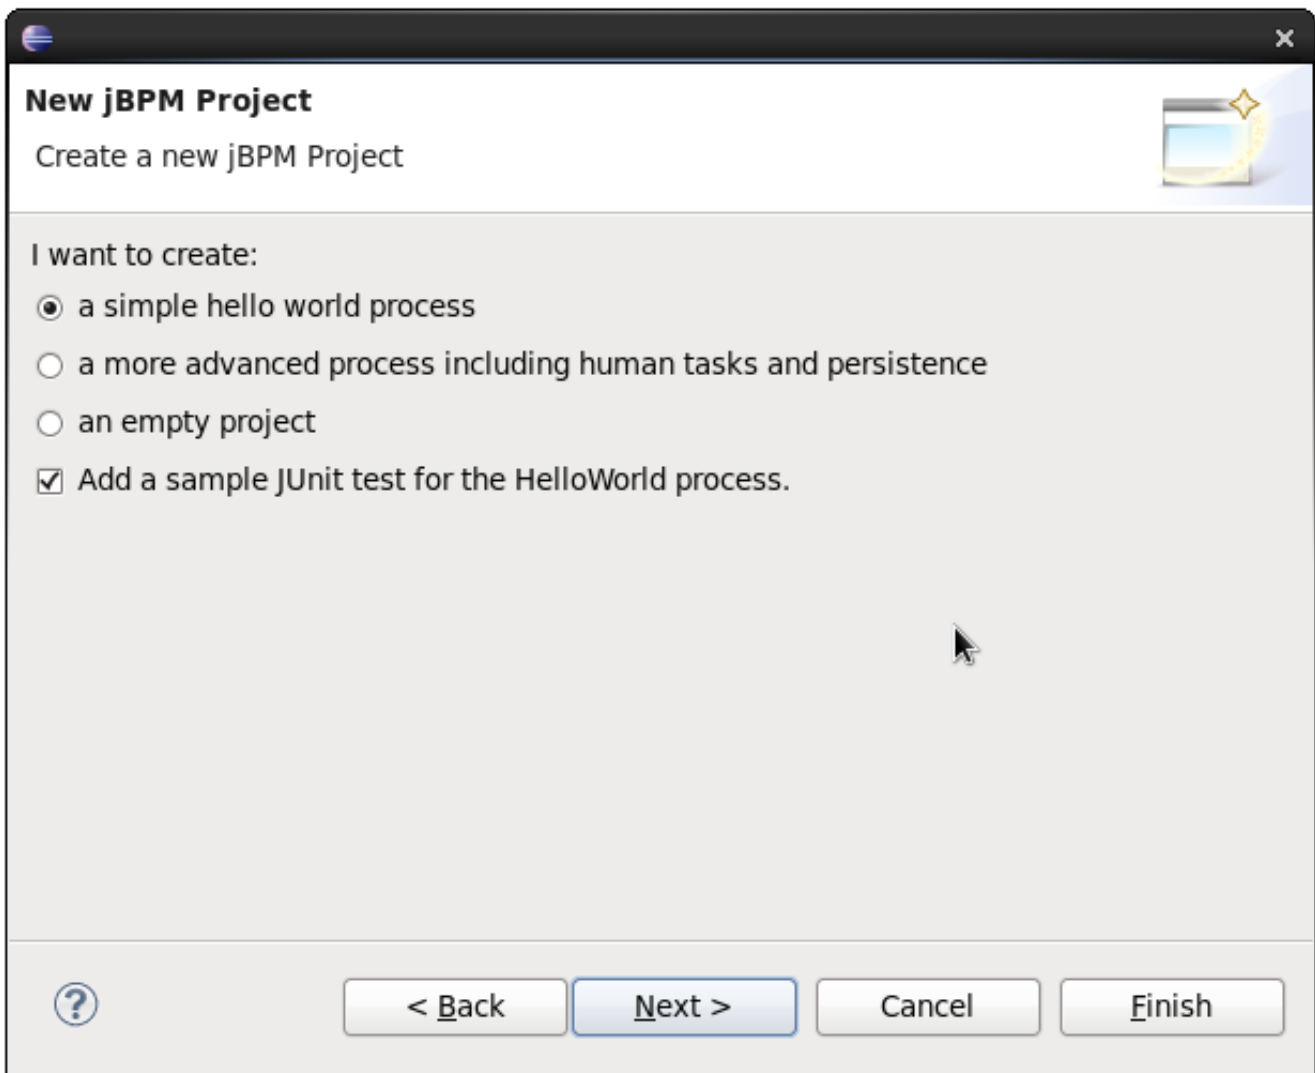 New jBPM Project
Create a new jBPM Project
I want to create:
a simple hello world process
a more advanced process including human tasks and persistence
an empty project
Add a sample JUnit test for the HelloWorld process.
? < Back Next > Cancel Finish